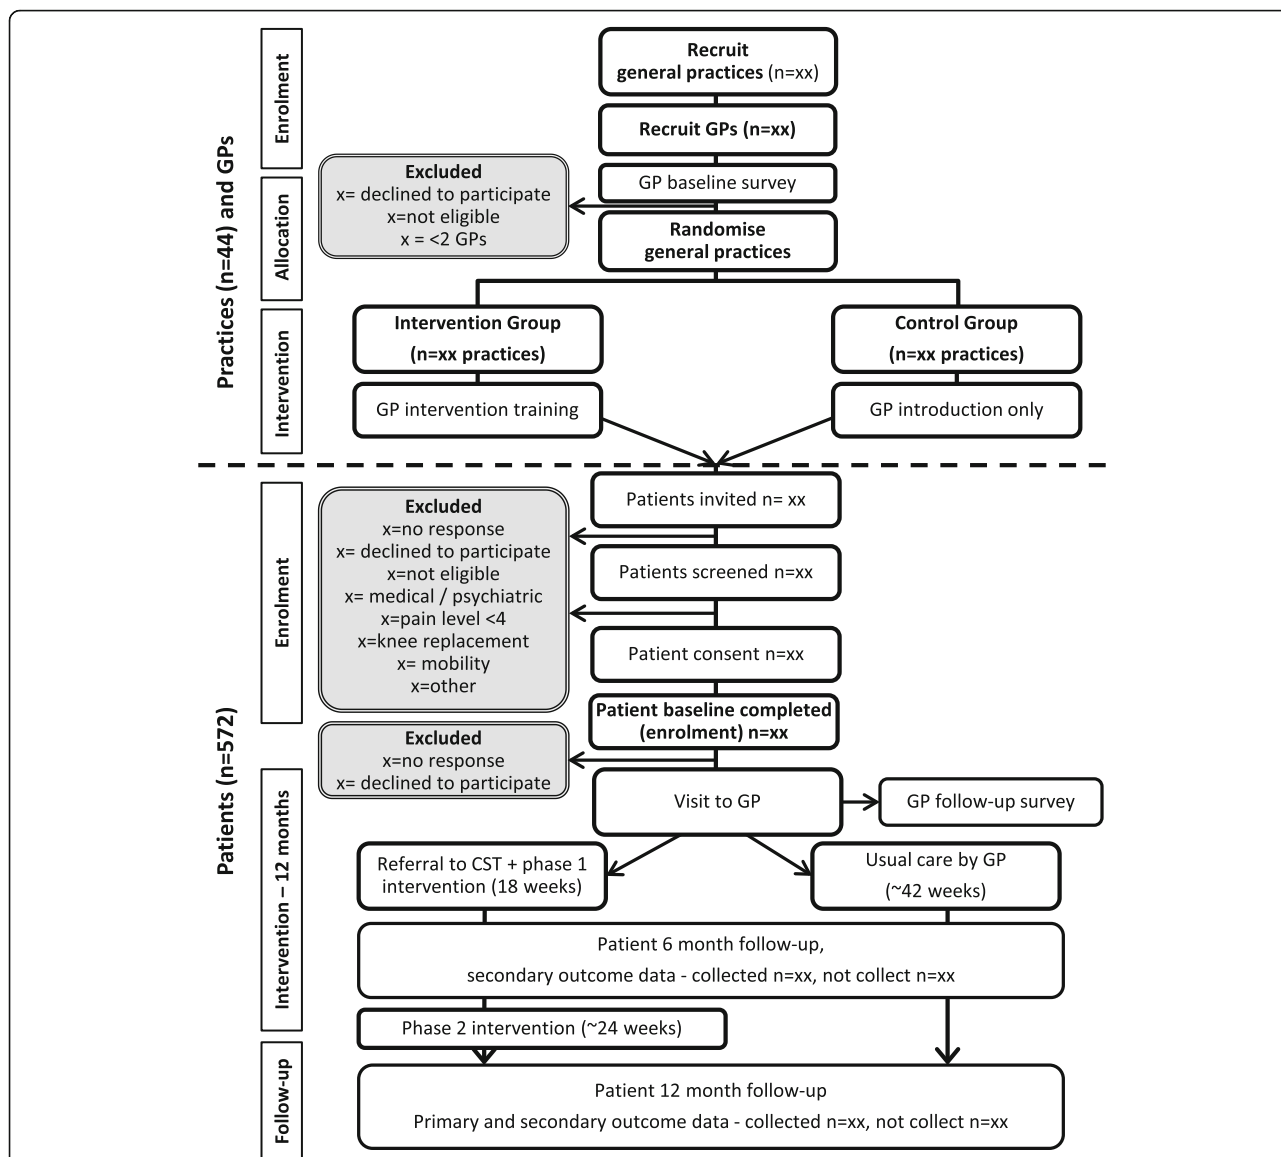 Practices (n=44) and GPs
Enrolment
Recruit
general practices (n=xx)
Recruit GPs (n=xx)
GP baseline survey
Excluded
x= declined to participate
x=not eligible
x = <2 GPs
Allocation
Randomise
general practices
Intervention
Intervention Group
(n=xx practices)
Control Group
(n=xx practices)
GP intervention training
GP introduction only
Patients (n=572)
Enrolment
Patients invited n= xx
Excluded
x=no response
x= declined to participate
x=not eligible
x= medical / psychiatric
x=pain level <4
x=knee replacement
x= mobility
x=other
Patients screened n=xx
Patient consent n=xx
Patient baseline completed
(enrolment) n=xx
Excluded
x=no response
x= declined to participate
Intervention – 12 months
Visit to GP
GP follow-up survey
Referral to CST + phase 1
intervention (18 weeks)
Usual care by GP
(~42 weeks)
Patient 6 month follow-up,
secondary outcome data - collected n=xx, not collect n=xx
Phase 2 intervention (~24 weeks)
Follow-up
Patient 12 month follow-up
Primary and secondary outcome data - collected n=xx, not collect n=xx